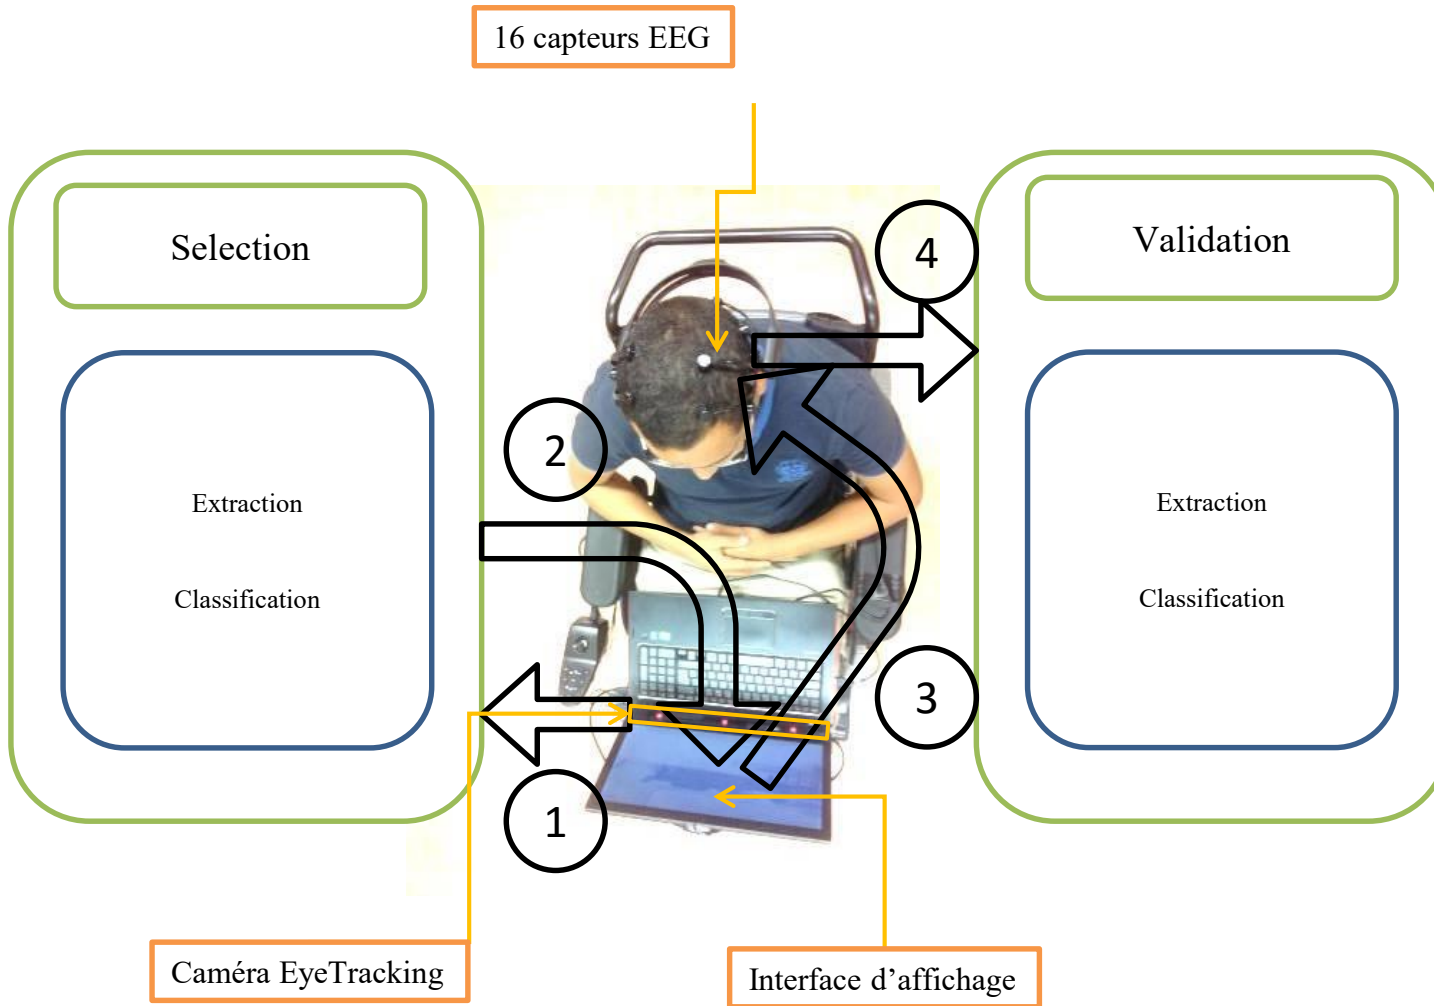 16 capteurs EEG
Selection
Validation
4
2
Extraction
Extraction
Classification
Classification
3
1
Caméra EyeTracking
Interface d’affichage